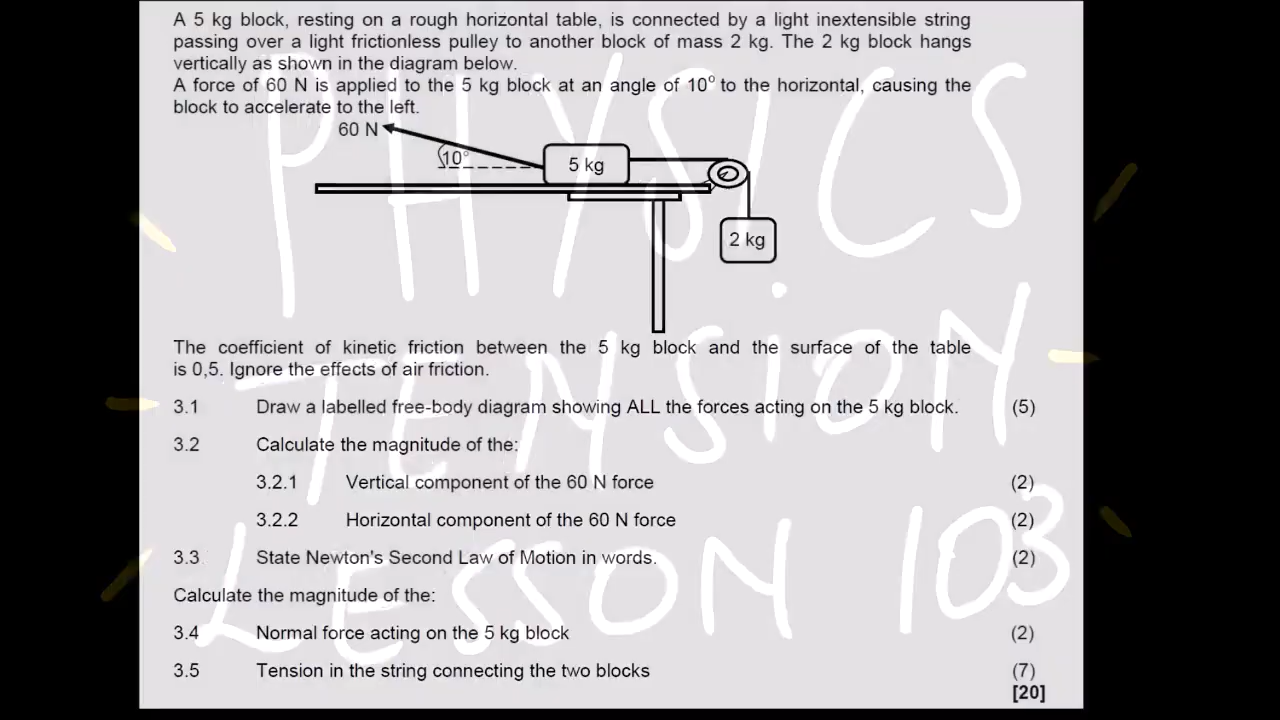 A 5 kg block, resting on a rough horizontal table, is connected by a light inextensible string
passing over a light frictionless pulley to another block of mass 2 kg. The 2 kg block hangs
vertically as shown in the diagram below.
A force of 60 N is applied to the 5 kg block at an angle of 10° to the horizontal, causing the
block to accelerate to the left.
60 N
10°
5 kg
2 kg
PHYSICS
TENSION
LESSON 103
The coefficient of kinetic friction between the 5 kg block and the surface of the table
is 0,5. Ignore the effects of air friction.
3.1 Draw a labelled free-body diagram showing ALL the forces acting on the 5 kg block. (5)
3.2 Calculate the magnitude of the:
3.2.1 Vertical component of the 60 N force (2)
3.2.2 Horizontal component of the 60 N force (2)
3.3 State Newton's Second Law of Motion in words. (2)
Calculate the magnitude of the:
3.4 Normal force acting on the 5 kg block (2)
3.5 Tension in the string connecting the two blocks (7)
[20]